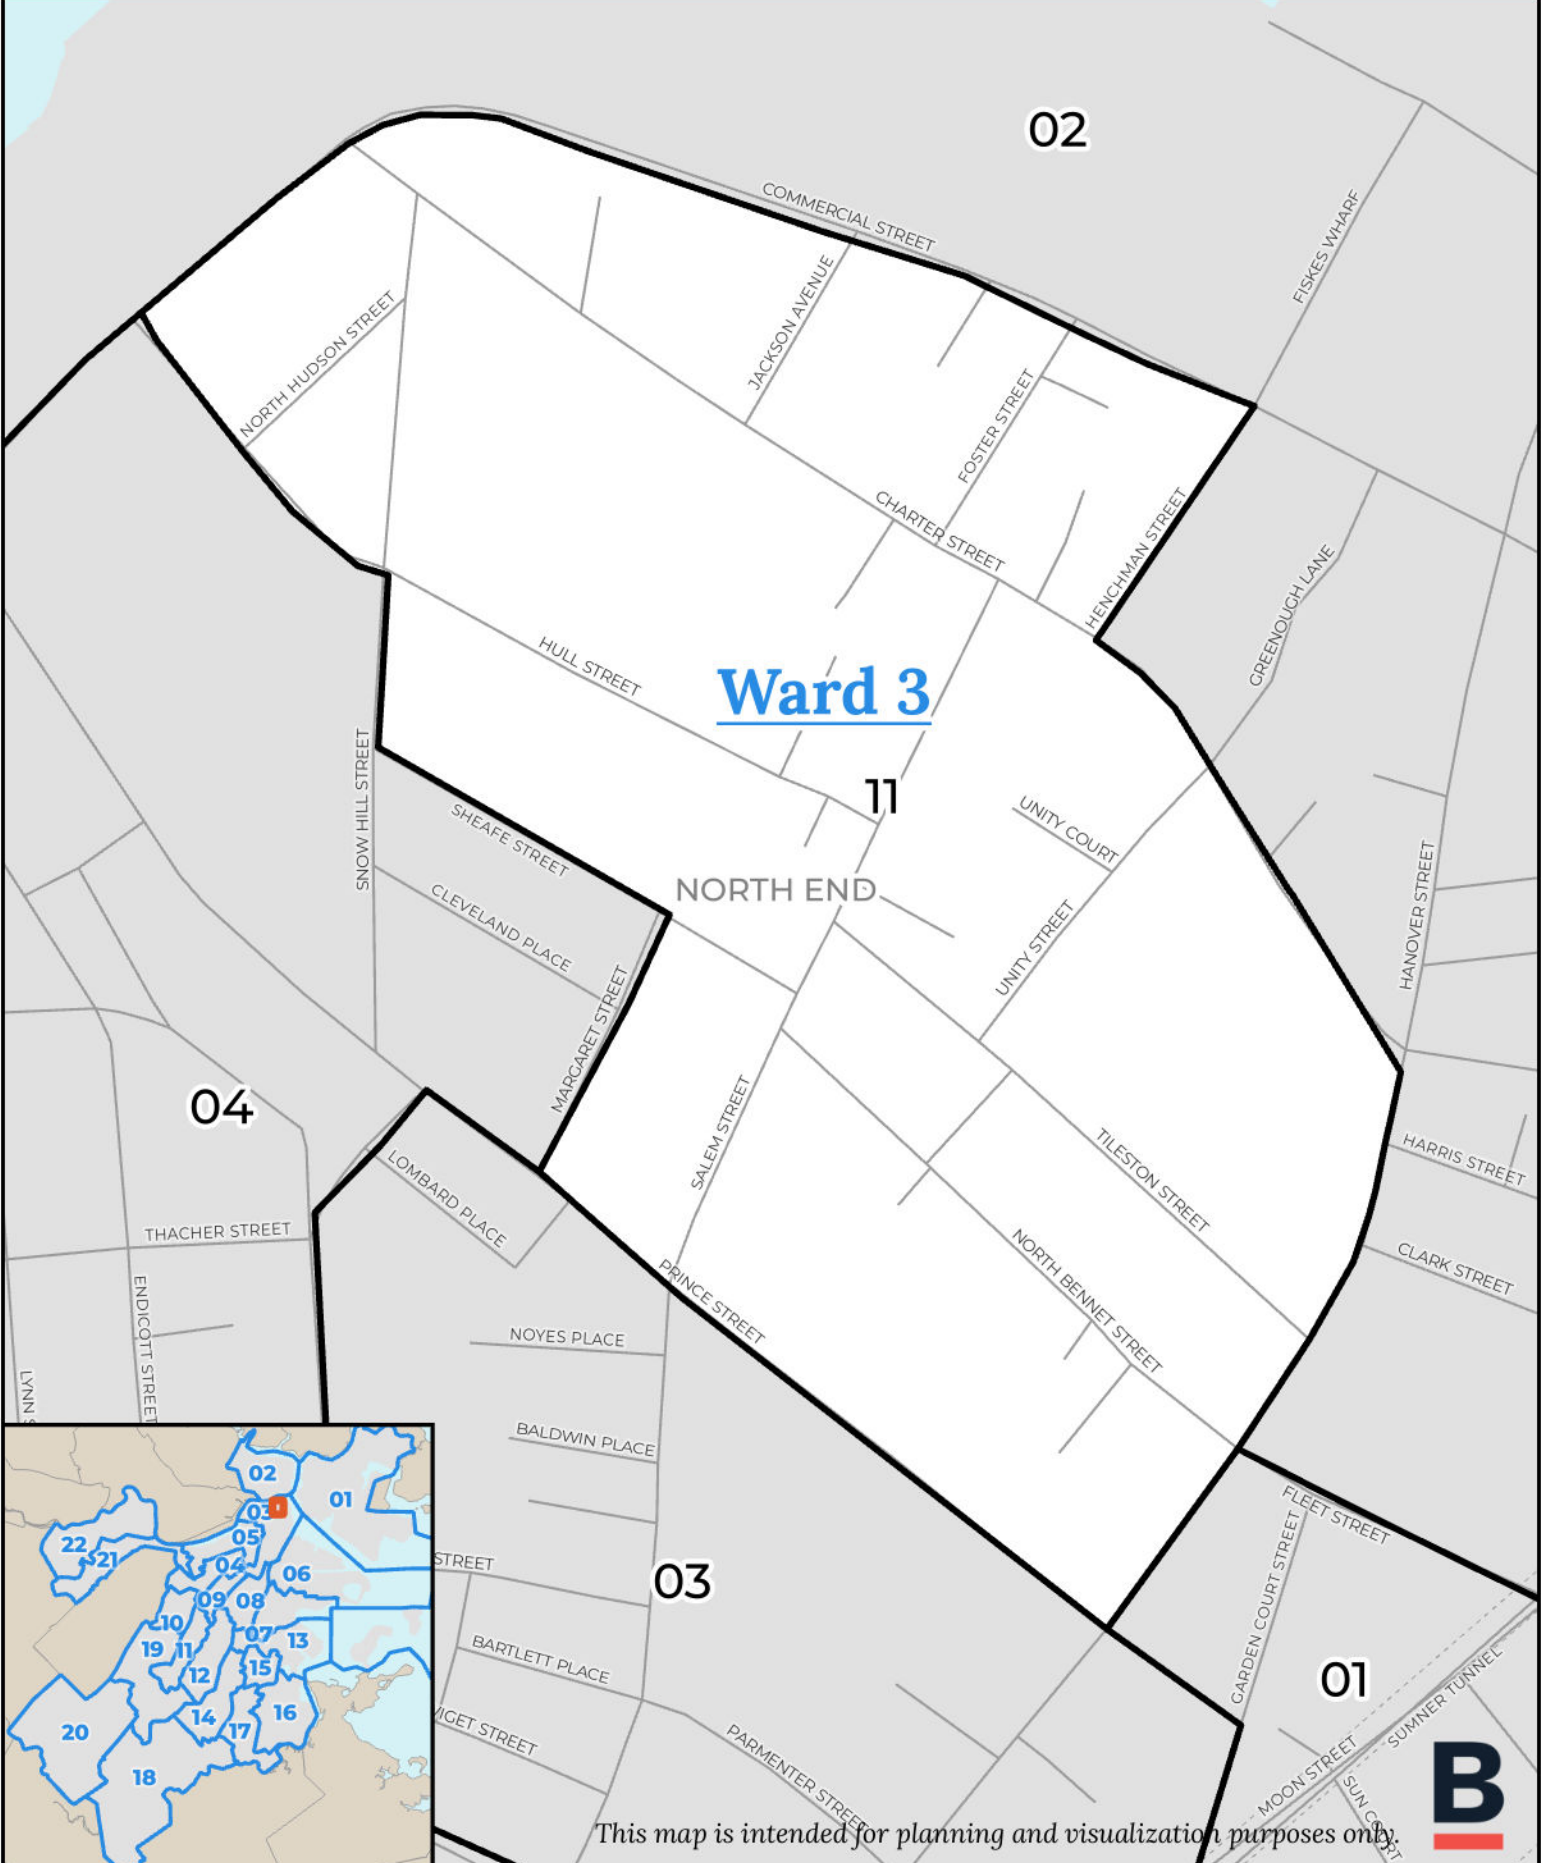 02
COMMERCIAL STREET
FISKES WHARF
JACKSON AVENUE
NORTH HUDSON STREET
FOSTER STREET
CHARTER STREET
HENCHMAN STREET
GREENOUGH LANE
HULL STREET
Ward 3
11
SNOW HILL STREET
SHEAFE STREET
UNITY COURT
NORTH END
CLEVELAND PLACE
UNITY STREET
HANOVER STREET
MARGARET STREET
04
SALEM STREET
LOMBARD PLACE
TILESTON STREET
HARRIS STREET
THACHER STREET
CLARK STREET
ENDICOTT STREET
NORTH BENNET STREET
PRINCE STREET
NOYES PLACE
LYNN S
BALDWIN PLACE
FLEET STREET
STREET
03
GARDEN COURT STREET
BARTLETT PLACE
01
SUMNER TUNNEL
IGET STREET
PARMENTER STREET
MOON STREET
SUN COURT
02
01
03
05
22
21
04
06
09
08
10
07
13
19
11
12
15
14
16
17
20
18
This map is intended for planning and visualization purposes only.
B